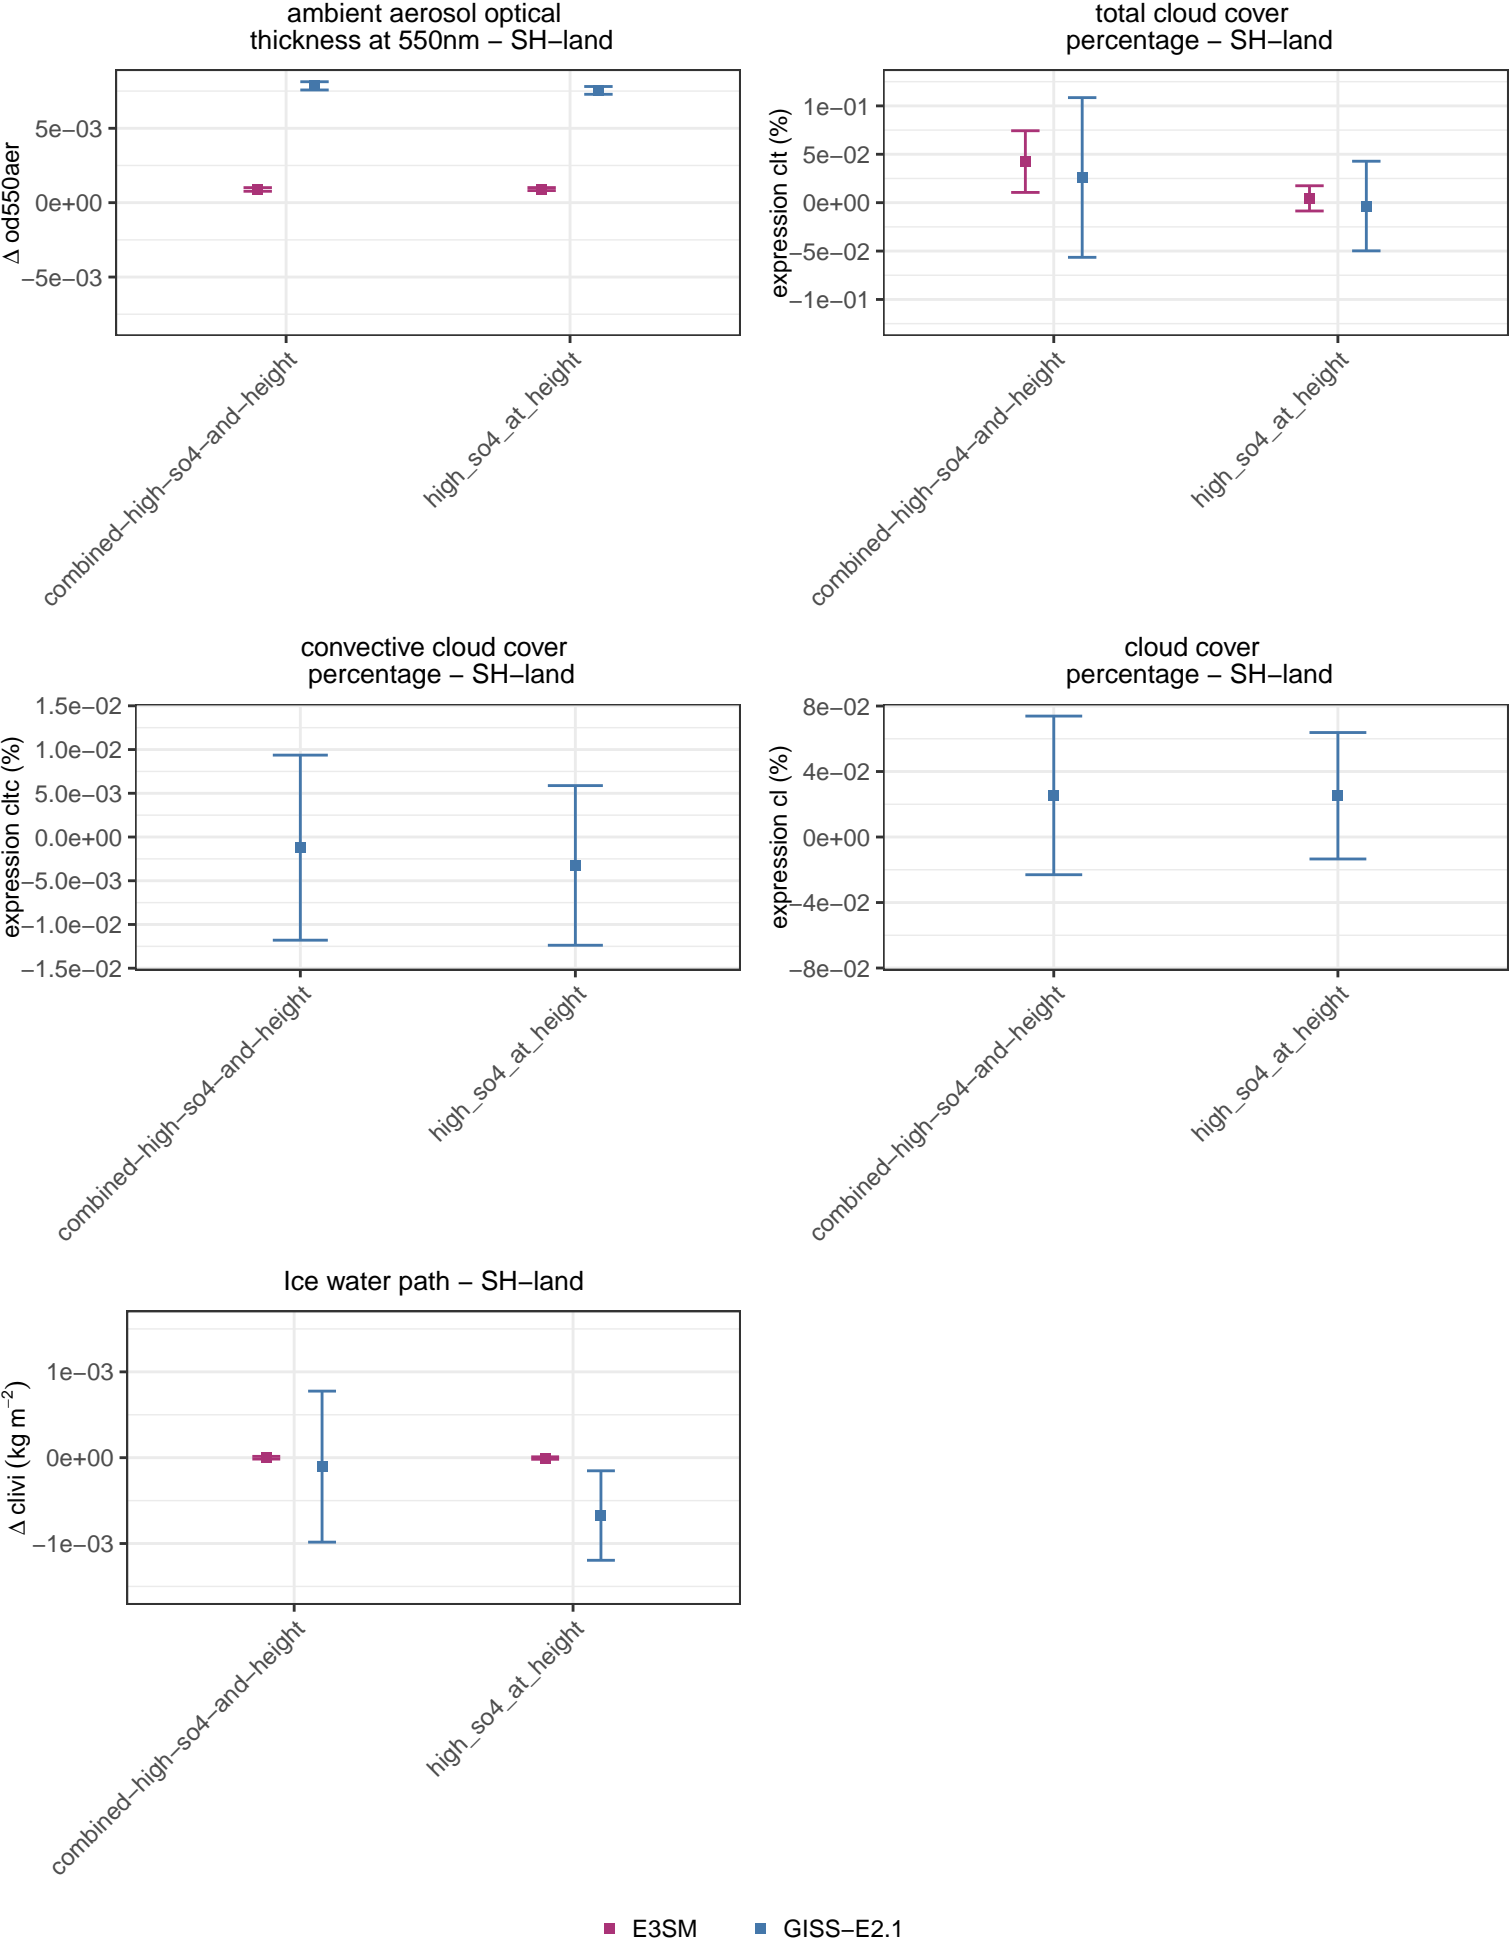 ambient aerosol optical
thickness at 550nm − SH−land
Δ od550aer
5e−03
0e+00
−5e−03
combined−high−so4−and−height
high_so4_at_height
total cloud cover
percentage − SH−land
expression clt (%)
1e−01
5e−02
0e+00
−5e−02
−1e−01
combined−high−so4−and−height
high_so4_at_height
convective cloud cover
percentage − SH−land
expression cltc (%)
1.5e−02
1.0e−02
5.0e−03
0.0e+00
−5.0e−03
−1.0e−02
−1.5e−02
combined−high−so4−and−height
high_so4_at_height
cloud cover
percentage − SH−land
expression cl (%)
8e−02
4e−02
0e+00
−4e−02
−8e−02
combined−high−so4−and−height
high_so4_at_height
Ice water path − SH−land
Δ clivi (kg m⁻²)
1e−03
0e+00
−1e−03
combined−high−so4−and−height
high_so4_at_height
E3SM
GISS−E2.1